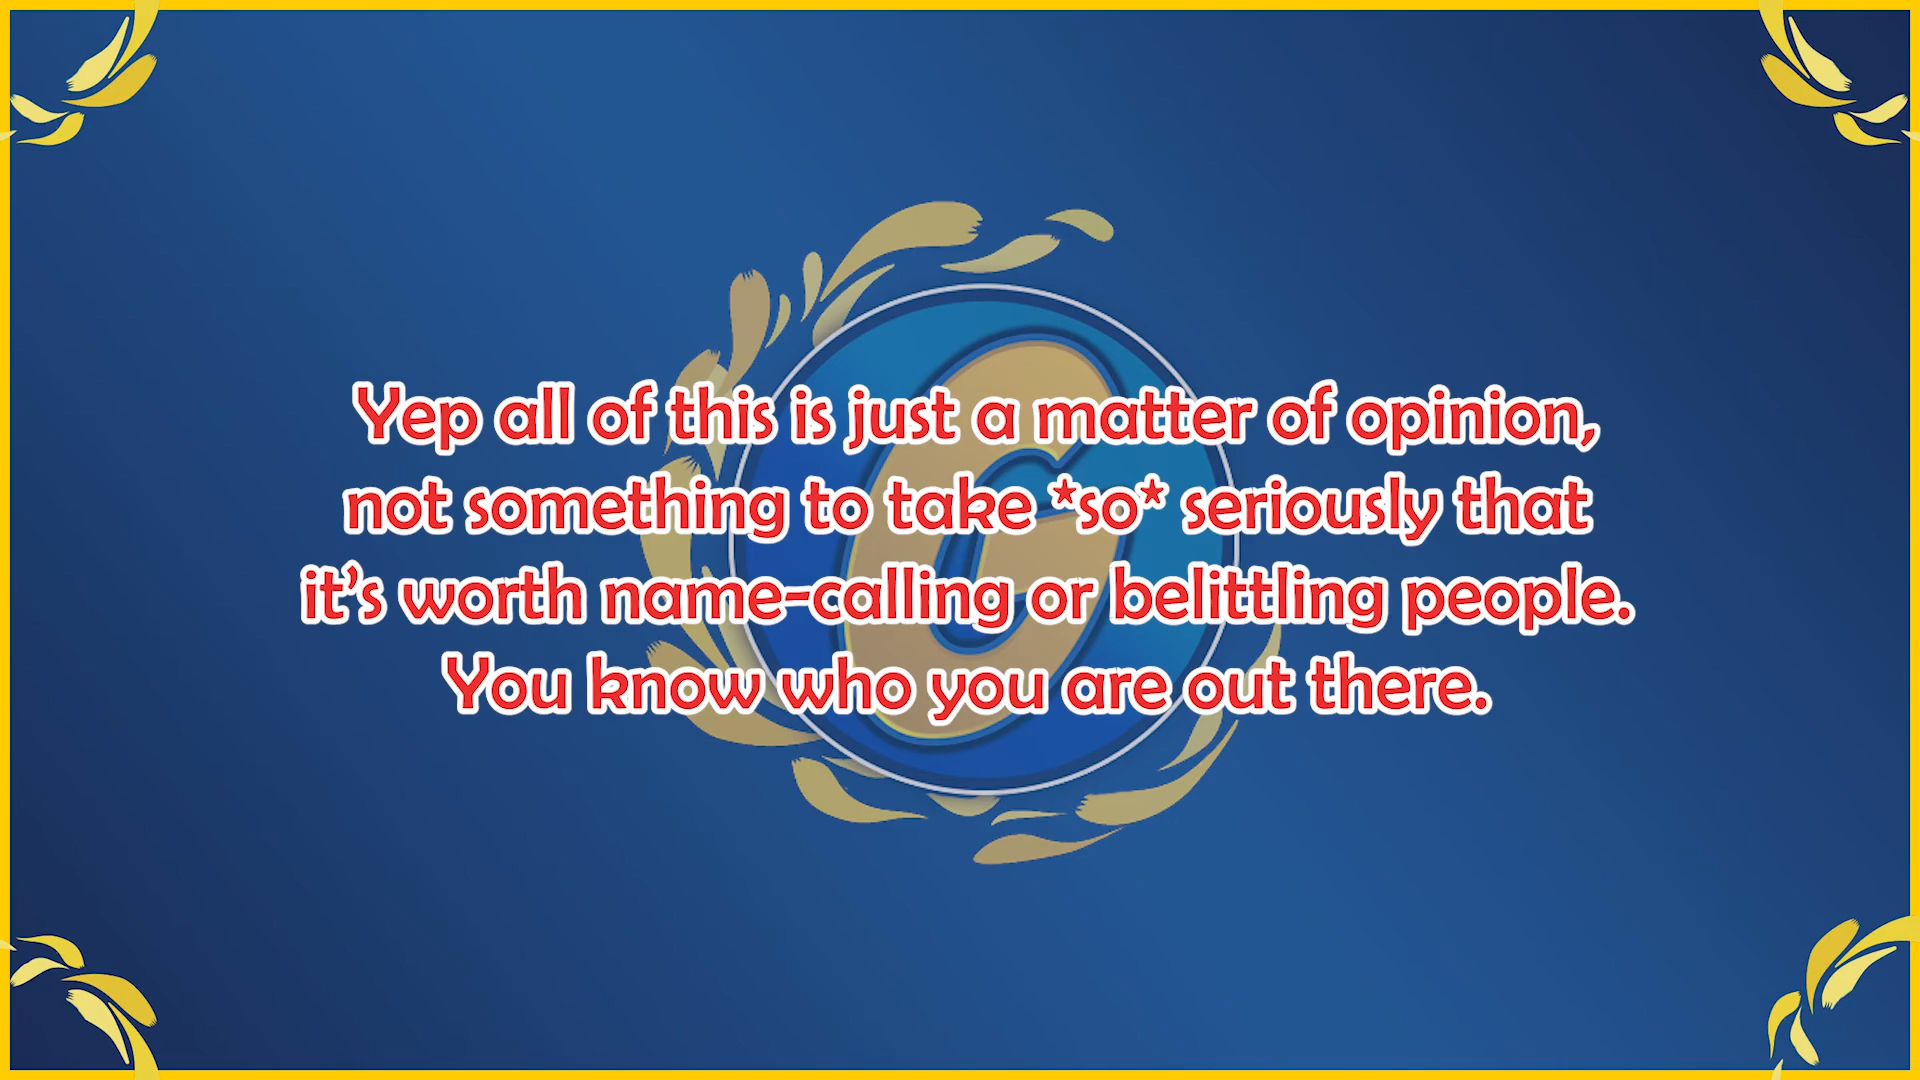 Yep all of this is just a matter of opinion,
not something to take *so* seriously that
it's worth name-calling or belittling people.
You know who you are out there.